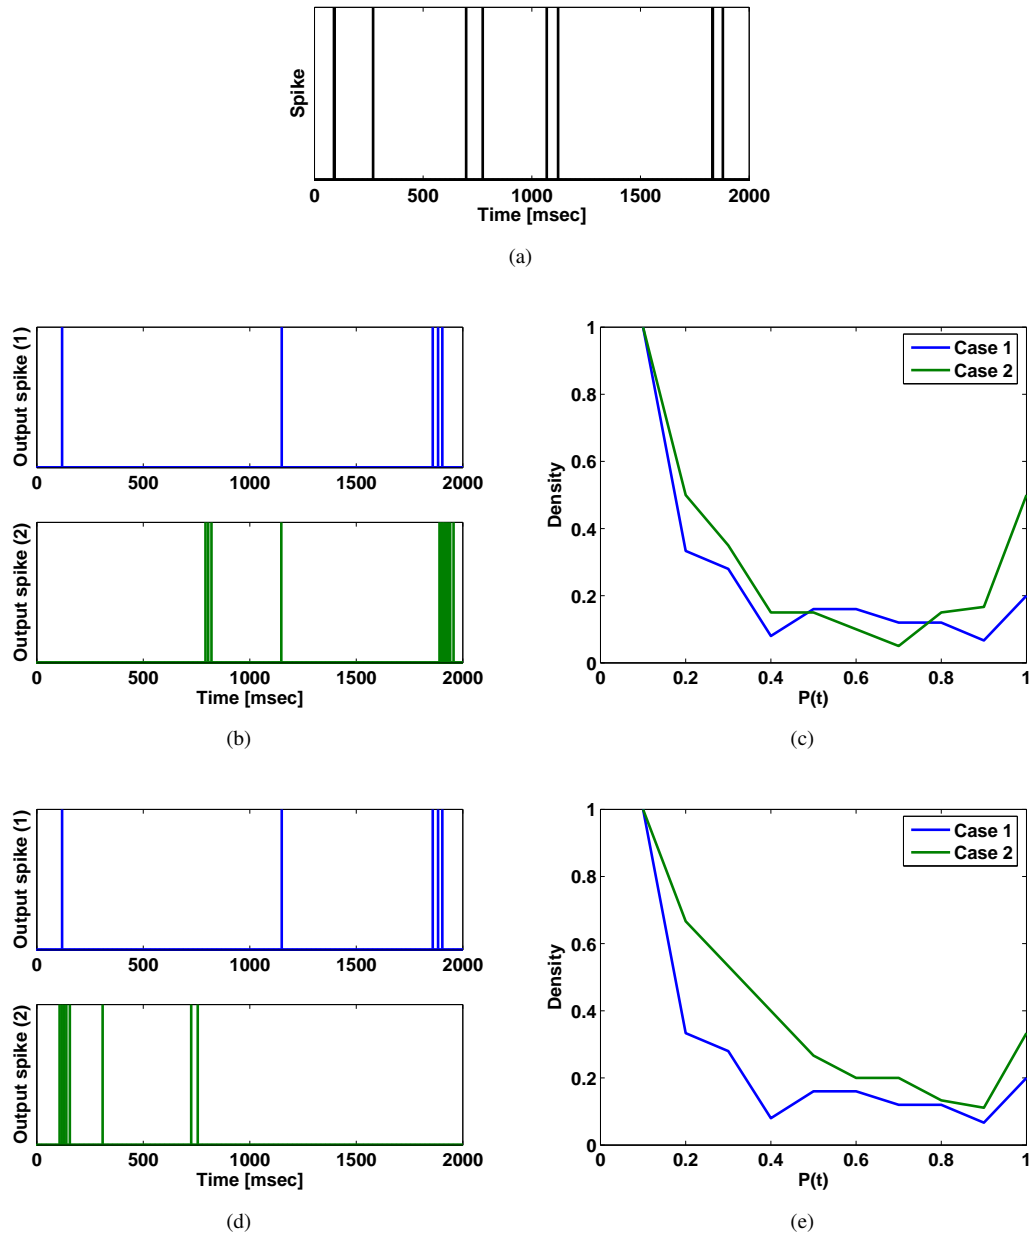 Spike
0 500 1000 1500 2000
Time [msec]
(a)
Output spike (1)
0 500 1000 1500 2000
Output spike (2)
0 500 1000 1500 2000
Time [msec]
(b)
1
0.8
0.6
0.4
0.2
0
Density
Case 1
Case 2
0 0.2 0.4 0.6 0.8 1
P(t)
(c)
Output spike (1)
0 500 1000 1500 2000
Output spike (2)
0 500 1000 1500 2000
Time [msec]
(d)
1
0.8
0.6
0.4
0.2
0
Density
Case 1
Case 2
0 0.2 0.4 0.6 0.8 1
P(t)
(e)